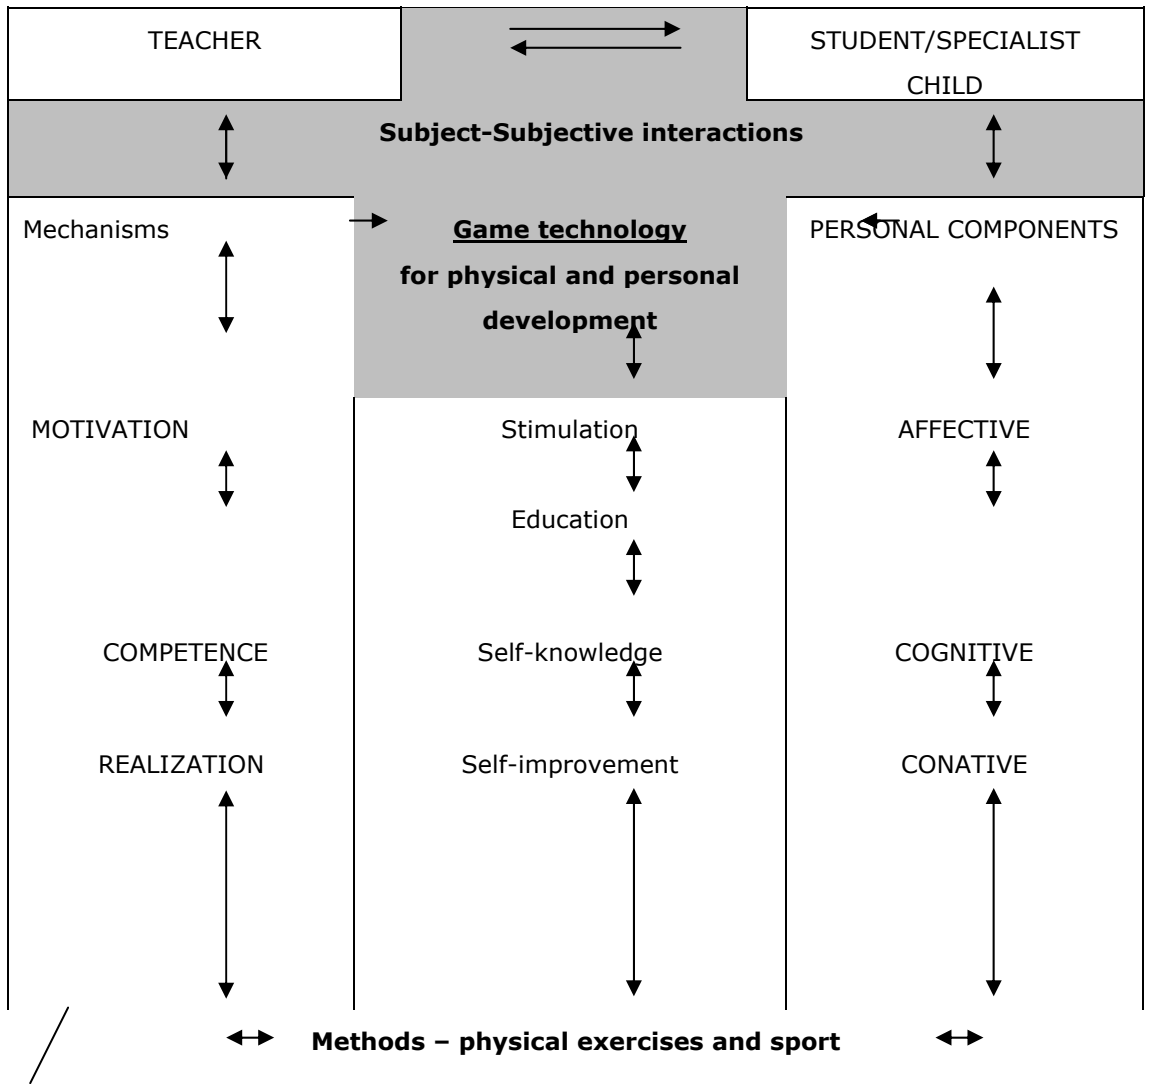 TEACHER
STUDENT/SPECIALIST
CHILD
Subject-Subjective interactions
Mechanisms
Game technology
for physical and personal
development
PERSONAL COMPONENTS
MOTIVATION
Stimulation
AFFECTIVE
Education
COMPETENCE
Self-knowledge
COGNITIVE
REALIZATION
Self-improvement
CONATIVE
Methods – physical exercises and sport